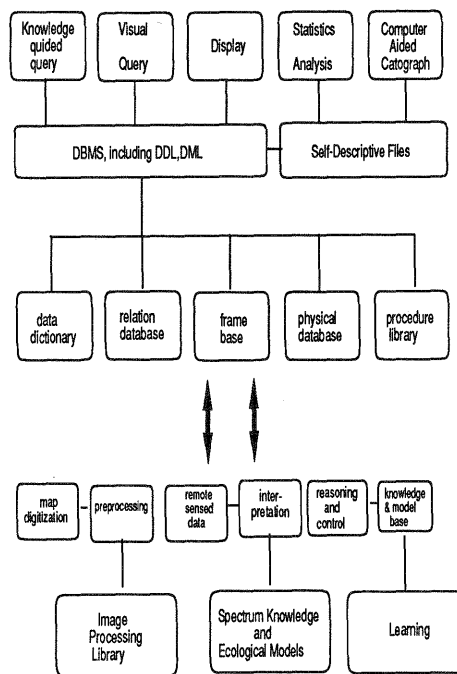 Knowledge
quided
query
Visual
Query
Display
Statistics
Analysis
Computer
Aided
Catograph
DBMS, including DDL,DML
Self-Descriptive Files
data
dictionary
relation
database
frame
base
physical
database
procedure
library
map
digitization
preprocessing
remote
sensed
data
inter-
pretation
reasoning
and
control
knowledge
& model
base
Image
Processing
Library
Spectrum Knowledge
and
Ecological Models
Learning